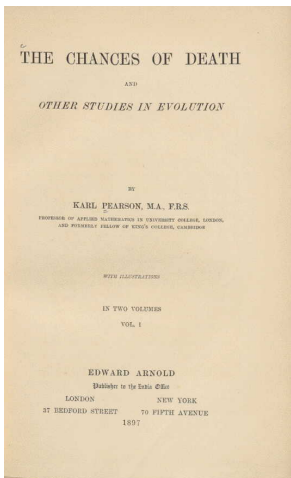 THE CHANCES OF DEATH
AND
OTHER STUDIES IN EVOLUTION
BY
KARL PEARSON, M.A., F.R.S.
PROFESSOR OF APPLIED MATHEMATICS IN UNIVERSITY COLLEGE, LONDON,
AND FORMERLY FELLOW OF KING'S COLLEGE, CAMBRIDGE
WITH ILLUSTRATIONS
IN TWO VOLUMES
VOL. I
EDWARD ARNOLD
Publisher to the India Office
LONDON NEW YORK
37 BEDFORD STREET 70 FIFTH AVENUE
1897